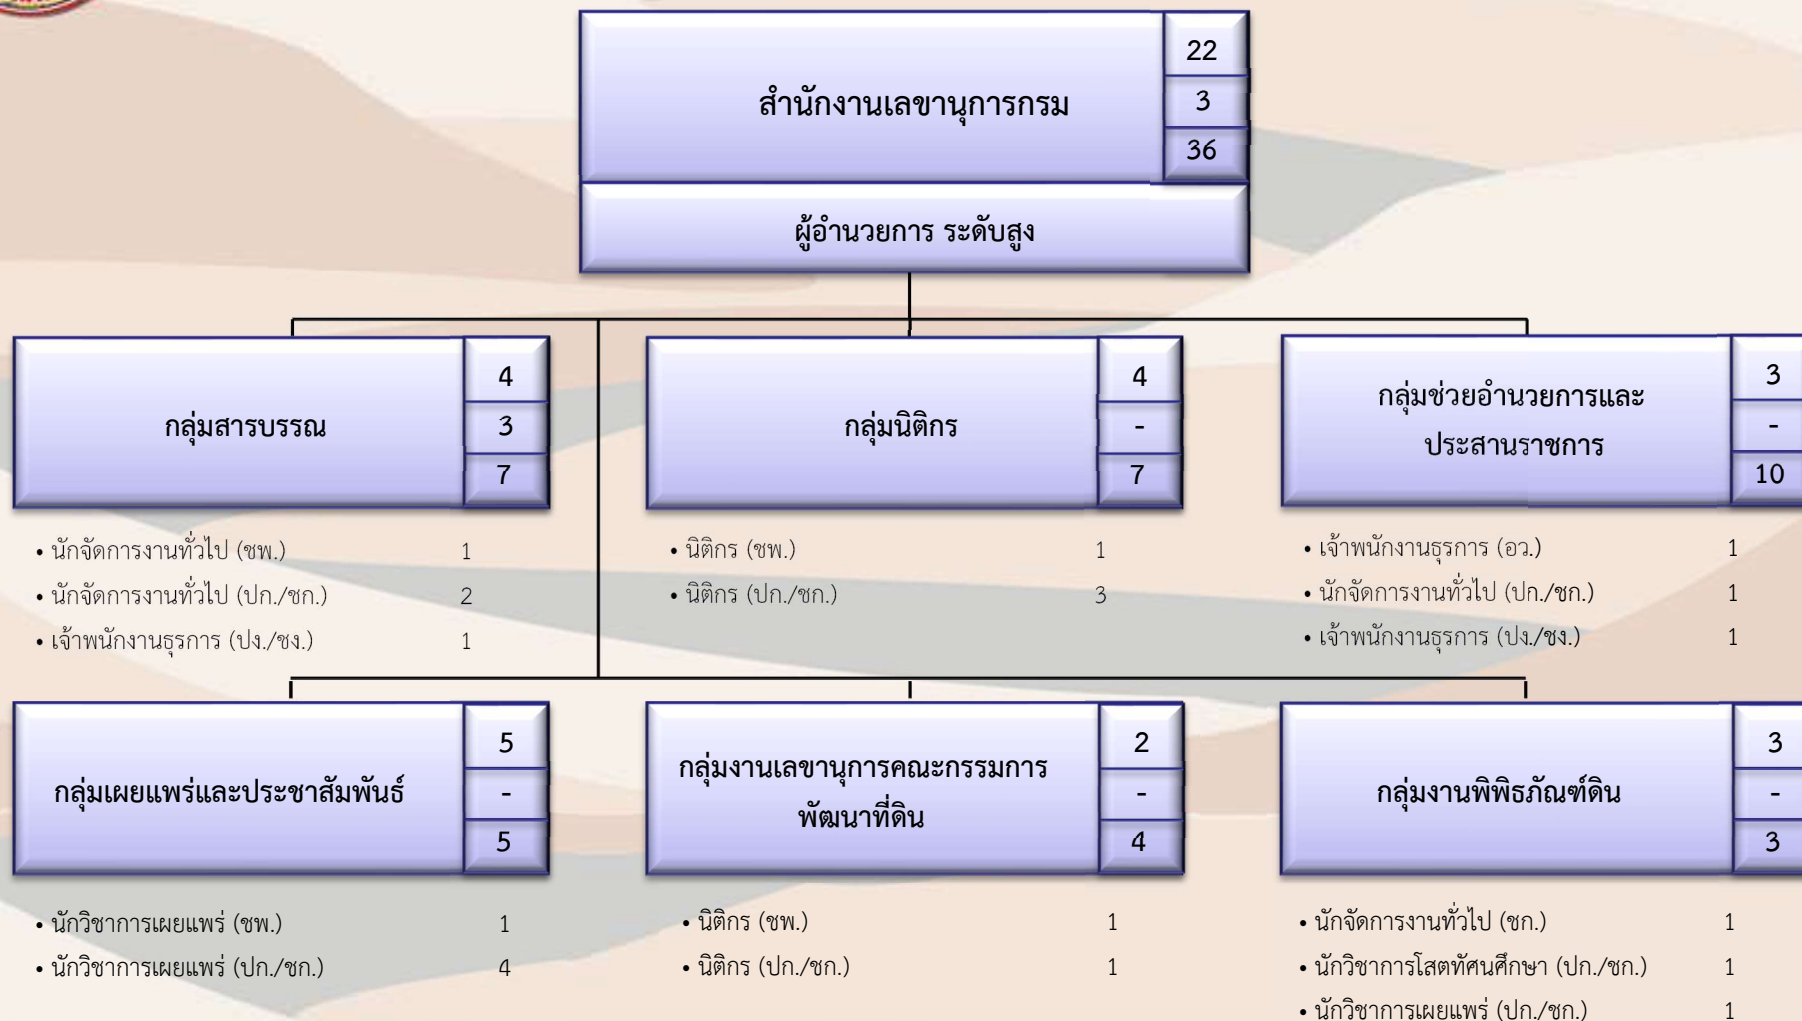 22
สำนักงานเลขานุการกรม
3
36
ผู้อำนวยการ ระดับสูง
4
กลุ่มสารบรรณ
3
7
• นักจัดการงานทั่วไป (ชพ.) 1
• นักจัดการงานทั่วไป (ปก./ชก.) 2
• เจ้าพนักงานธุรการ (ปง./ชง.) 1
4
กลุ่มนิติกร
-
7
• นิติกร (ชพ.) 1
• นิติกร (ปก./ชก.) 3
3
กลุ่มช่วยอำนวยการและ
ประสานราชการ
-
10
• เจ้าพนักงานธุรการ (อว.) 1
• นักจัดการงานทั่วไป (ปก./ชก.) 1
• เจ้าพนักงานธุรการ (ปง./ชง.) 1
5
กลุ่มเผยแพร่และประชาสัมพันธ์
-
5
• นักวิชาการเผยแพร่ (ชพ.) 1
• นักวิชาการเผยแพร่ (ปก./ชก.) 4
2
กลุ่มงานเลขานุการคณะกรรมการ
พัฒนาที่ดิน
-
4
• นิติกร (ชพ.) 1
• นิติกร (ปก./ชก.) 1
3
กลุ่มงานพิพิธภัณฑ์ดิน
-
3
• นักจัดการงานทั่วไป (ชก.) 1
• นักวิชาการโสตทัศนศึกษา (ปก./ชก.) 1
• นักวิชาการเผยแพร่ (ปก./ชก.) 1